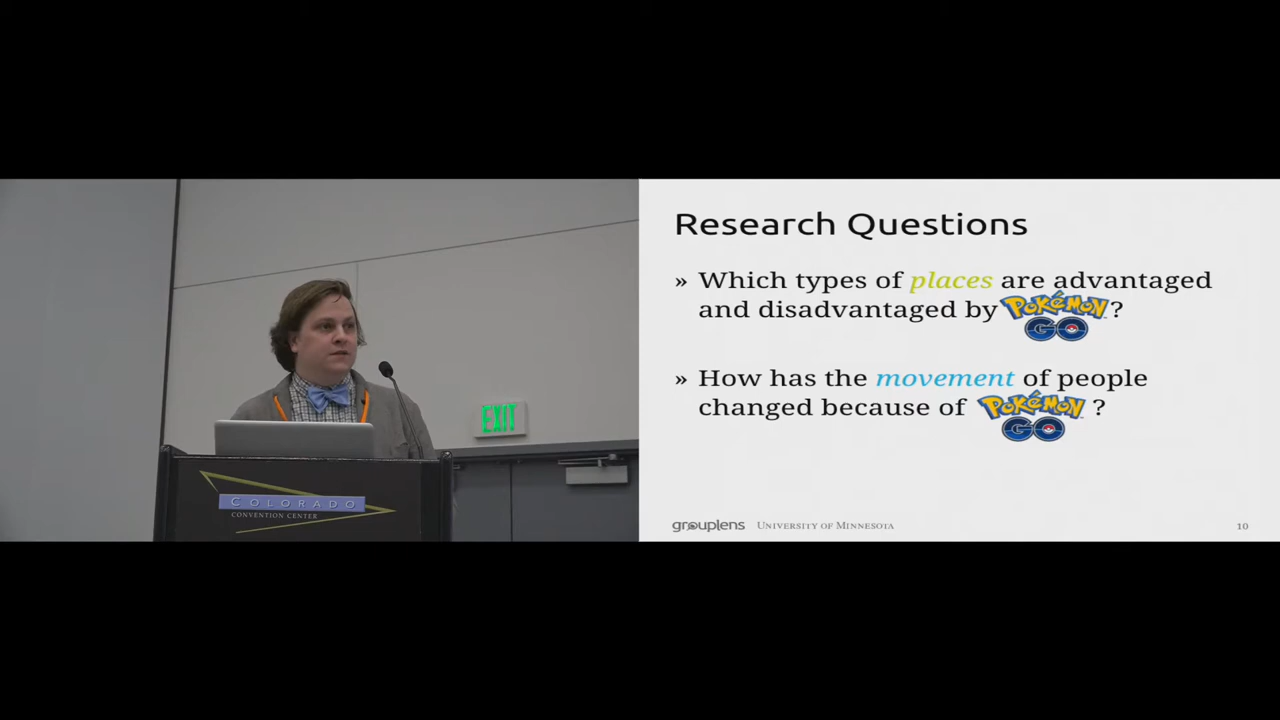 EXIT
COLORADO
CONVENTION CENTER
Research Questions
» Which types of places are advantaged
and disadvantaged by POKÉMON GO ?
» How has the movement of people
changed because of POKÉMON GO ?
grouplens UNIVERSITY OF MINNESOTA 10